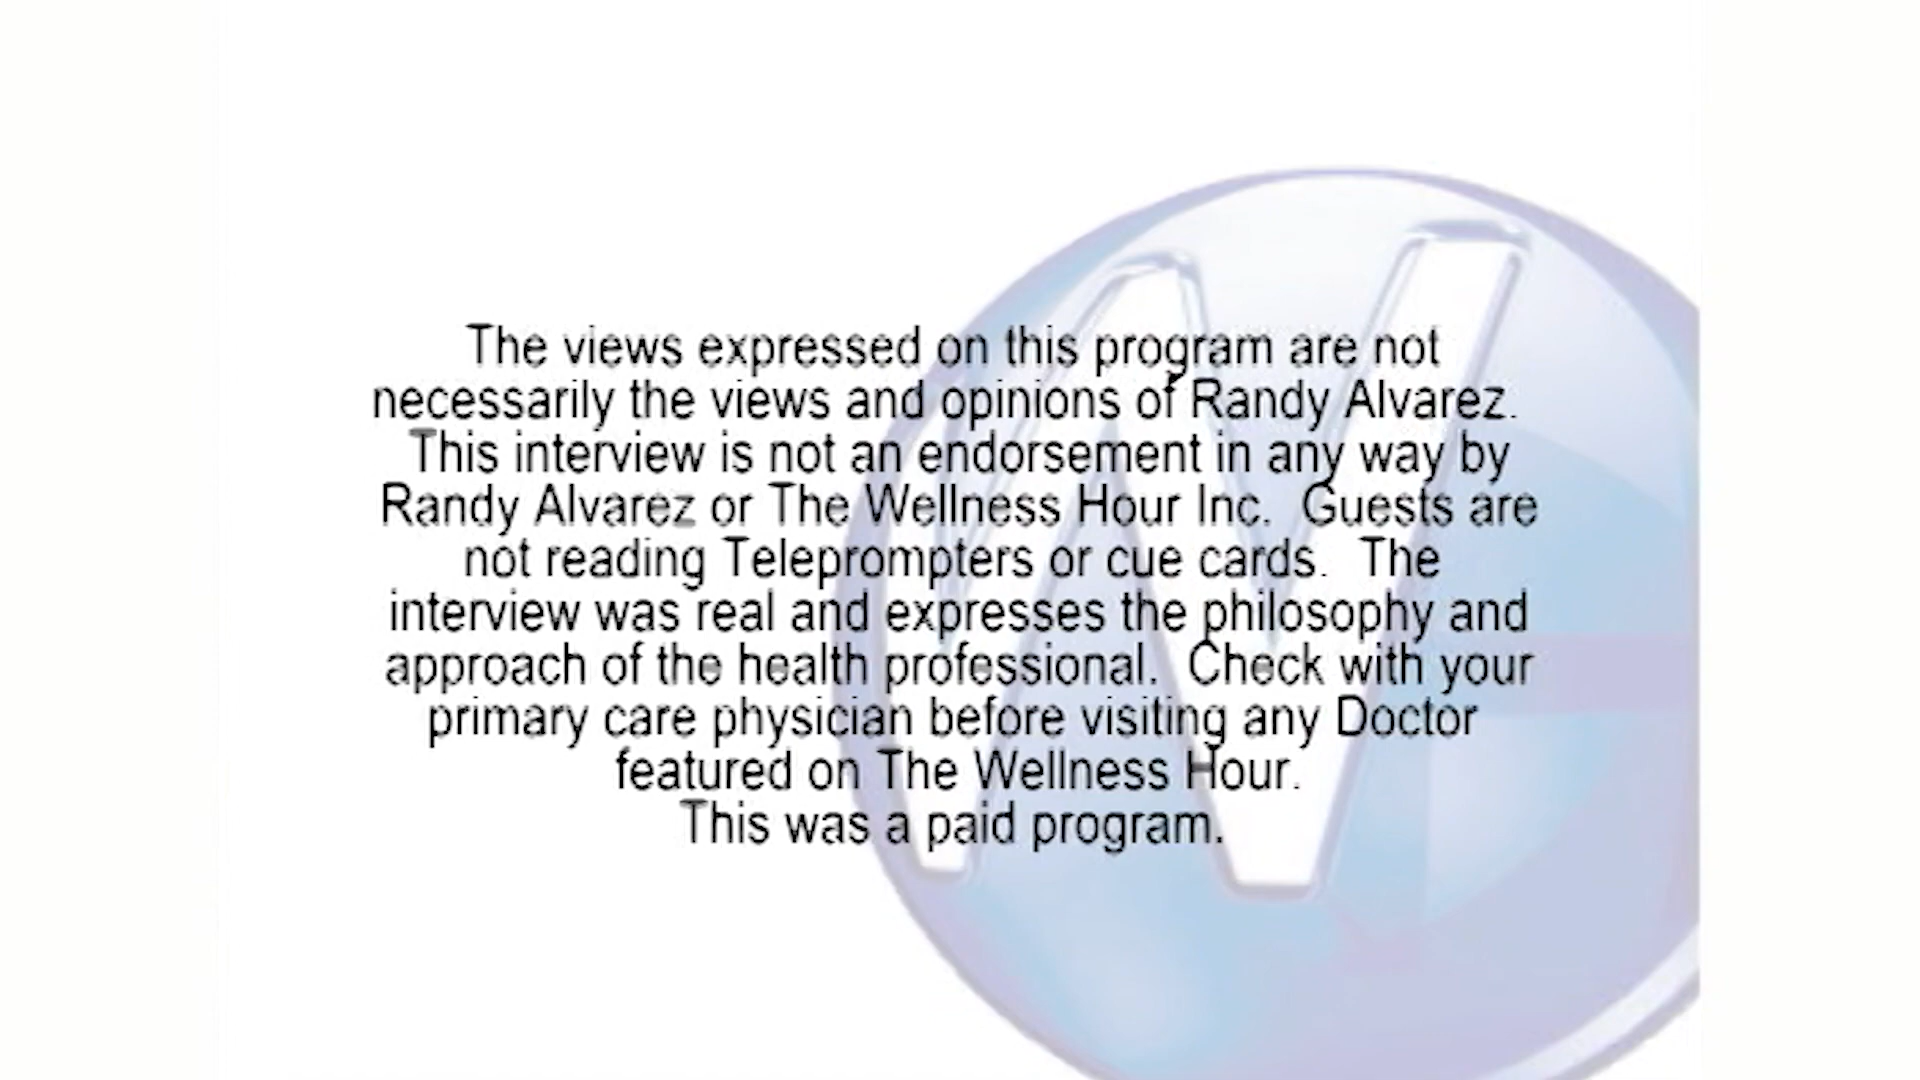 The views expressed on this program are not
necessarily the views and opinions of Randy Alvarez.
This interview is not an endorsement in any way by
Randy Alvarez or The Wellness Hour Inc.  Guests are
not reading Teleprompters or cue cards.  The
interview was real and expresses the philosophy and
approach of the health professional.  Check with your
primary care physician before visiting any Doctor
featured on The Wellness Hour.
This was a paid program.